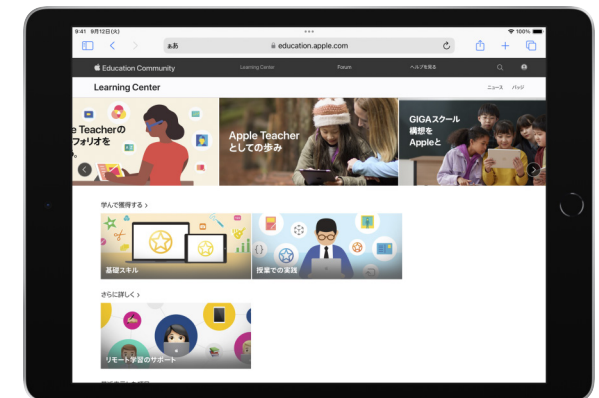 9:41 9月12日(火)
100%
ああ
education.apple.com
Education Community
Learning Center
Forum
ヘルプを見る
Learning Center
ニュース
バッジ
e Teacherの
フォリオを
Apple Teacher
としての歩み
GIGAスクール
構想を
Appleと
学んで獲得する >
基礎スキル
授業での実践
さらに詳しく >
リモート学習のサポート